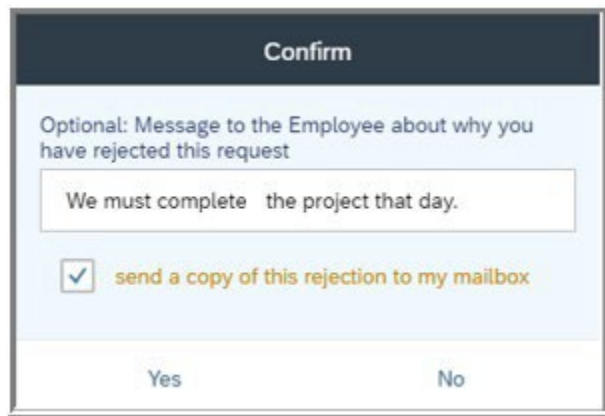 Confirm
Optional: Message to the Employee about why you
have rejected this request
We must complete the project that day.
send a copy of this rejection to my mailbox
Yes No